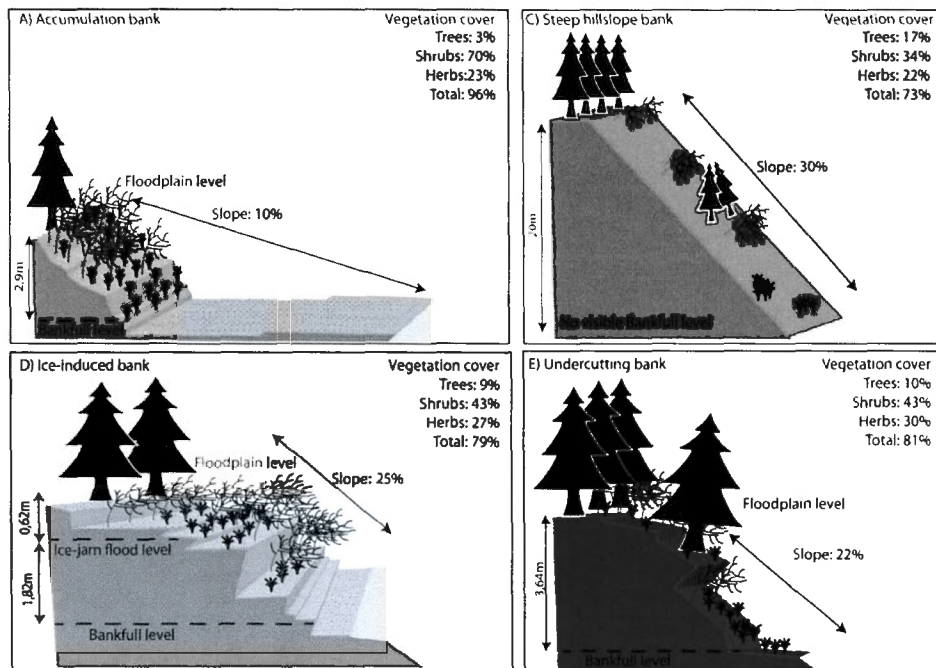 A) Accumulation bank
Vegetation cover
Trees: 3%
Shrubs: 70%
Herbs:23%
Total: 96%
Floodplain level
Slope: 10%
2.9m
Bankfull level
C) Steep hillslope bank
Vegetation cover
Trees: 17%
Shrubs: 34%
Herbs: 22%
Total: 73%
Slope: 30%
20m
No visible Bankfull level
D) Ice-Induced bank
Vegetation cover
Trees: 9%
Shrubs: 43%
Herbs: 27%
Total: 79%
Floodplain level
Slope: 25%
0,62m
Ice-jam flood level
1,82m
Bankfull level
E) Undercutting bank
Vegetation cover
Trees: 10%
Shrubs: 43%
Herbs: 30%
Total: 81%
Floodplain level
Slope: 22%
3,64m
Bankfull level